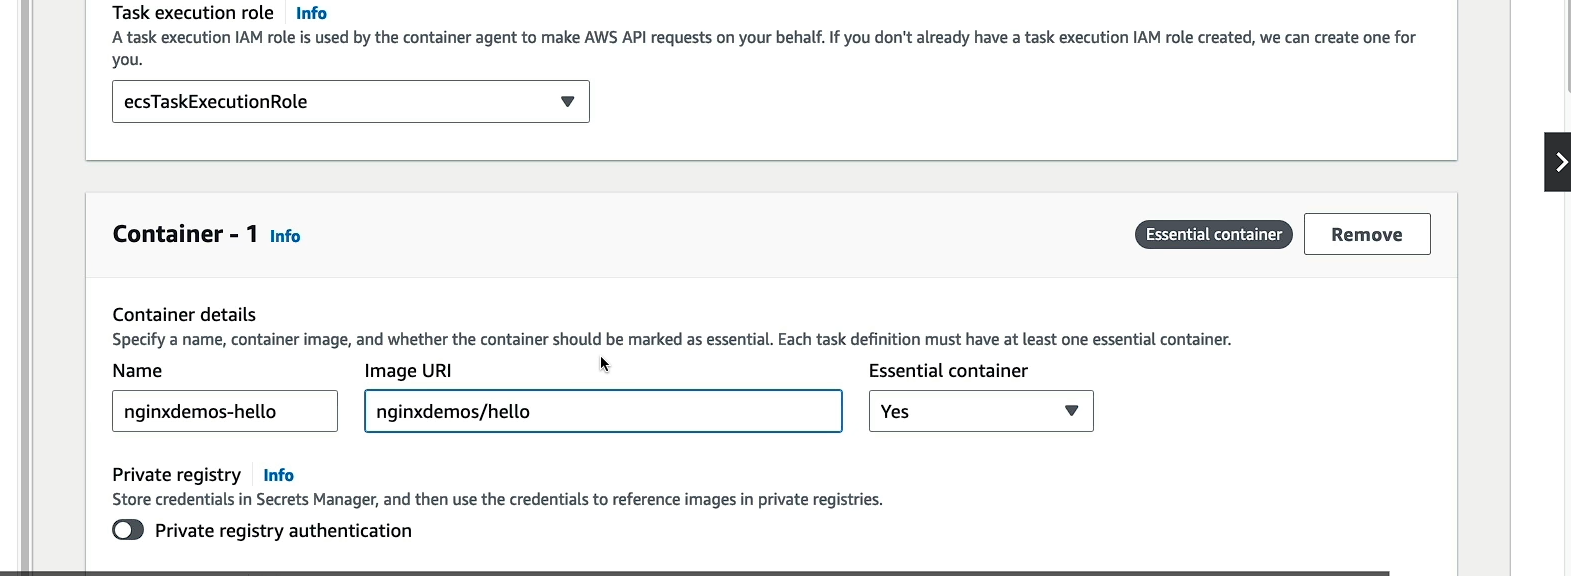 Task execution role Info
A task execution IAM role is used by the container agent to make AWS API requests on your behalf. If you don't already have a task execution IAM role created, we can create one for
you.
ecsTaskExecutionRole
Container - 1 Info
Essential container
Remove
Container details
Specify a name, container image, and whether the container should be marked as essential. Each task definition must have at least one essential container.
Name Image URI Essential container
nginxdemos-hello nginxdemos/hello Yes
Private registry Info
Store credentials in Secrets Manager, and then use the credentials to reference images in private registries.
Private registry authentication